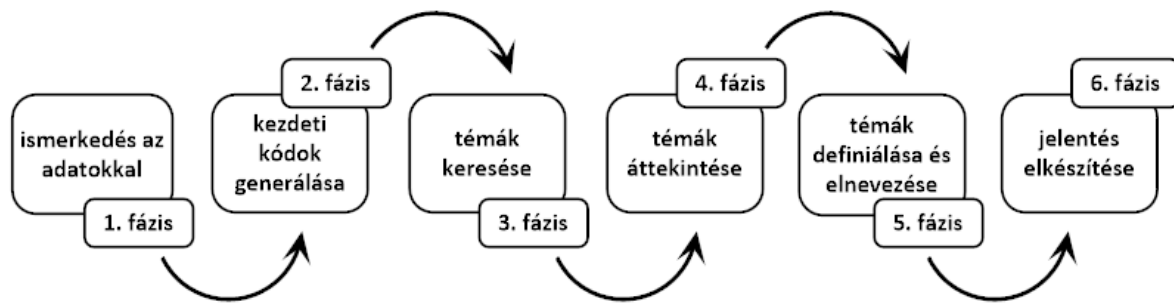 ismerkedés az
adatokkal
1. fázis
2. fázis
kezdeti
kódok
generálása
témák
keresése
3. fázis
4. fázis
témák
áttekintése
témák
definiálása és
elnevezése
5. fázis
6. fázis
jelentés
elkészítése